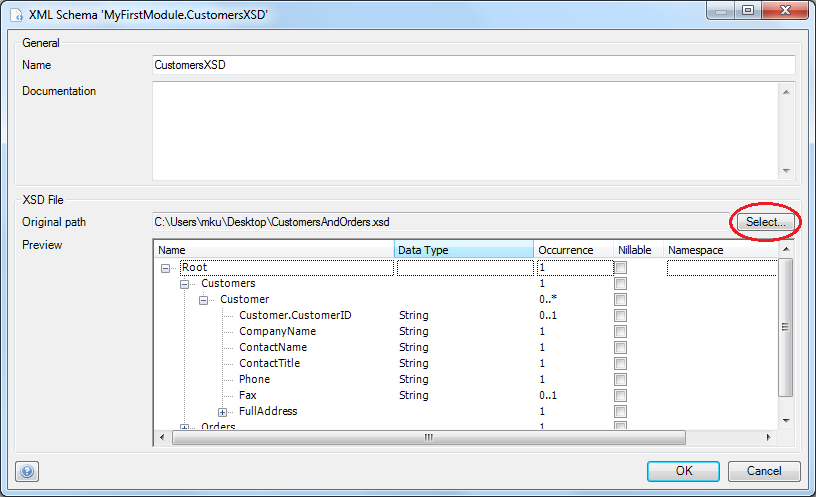 XML Schema 'MyFirstModule.CustomersXSD'
General
Name CustomersXSD
Documentation
XSD File
Original path C:\Users\mku\Desktop\CustomersAndOrders.xsd Select...
Preview
Name Data Type Occurrence Nillable Namespace
Root 1
Customers 1
Customer 0..*
Customer.CustomerID String 0..1
CompanyName String 1
ContactName String 1
ContactTitle String 1
Phone String 1
Fax String 0..1
FullAddress 1
Orders 1
OK Cancel